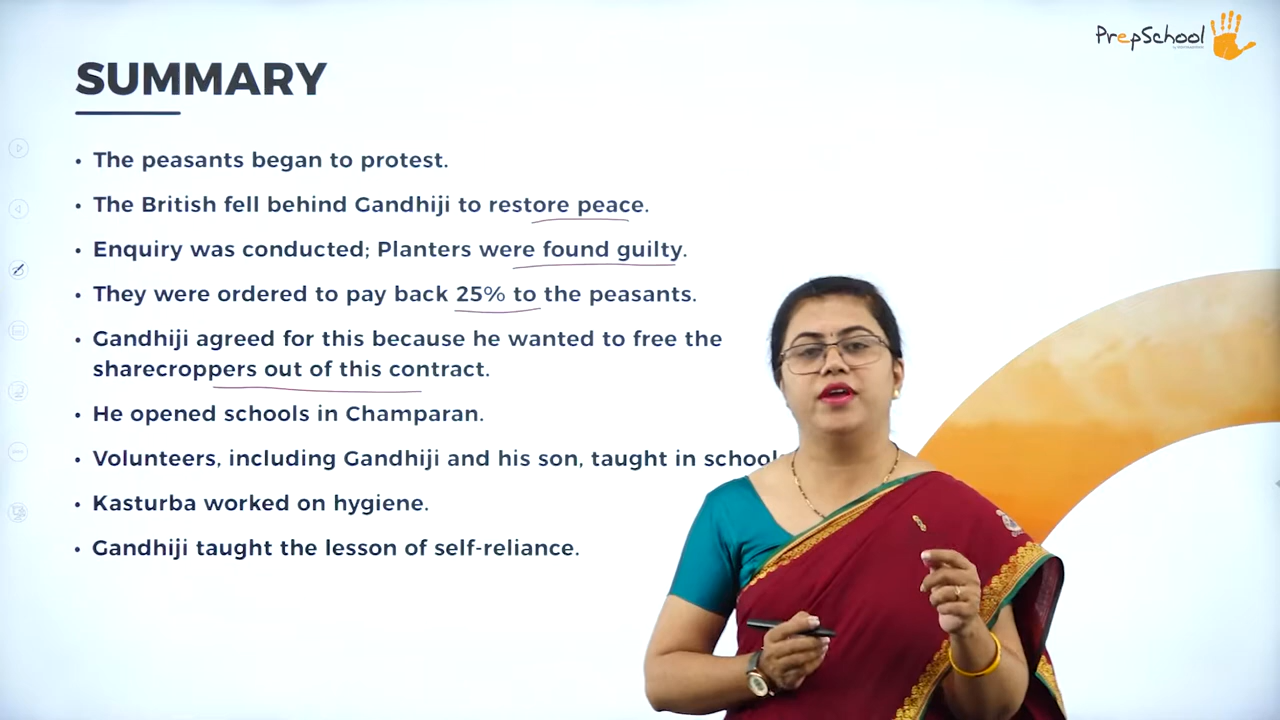 PrepSchool
SUMMARY
• The peasants began to protest.
• The British fell behind Gandhiji to restore peace.
• Enquiry was conducted; Planters were found guilty.
• They were ordered to pay back 25% to the peasants.
• Gandhiji agreed for this because he wanted to free the
sharecroppers out of this contract.
• He opened schools in Champaran.
• Volunteers, including Gandhiji and his son, taught in school
• Kasturba worked on hygiene.
• Gandhiji taught the lesson of self-reliance.